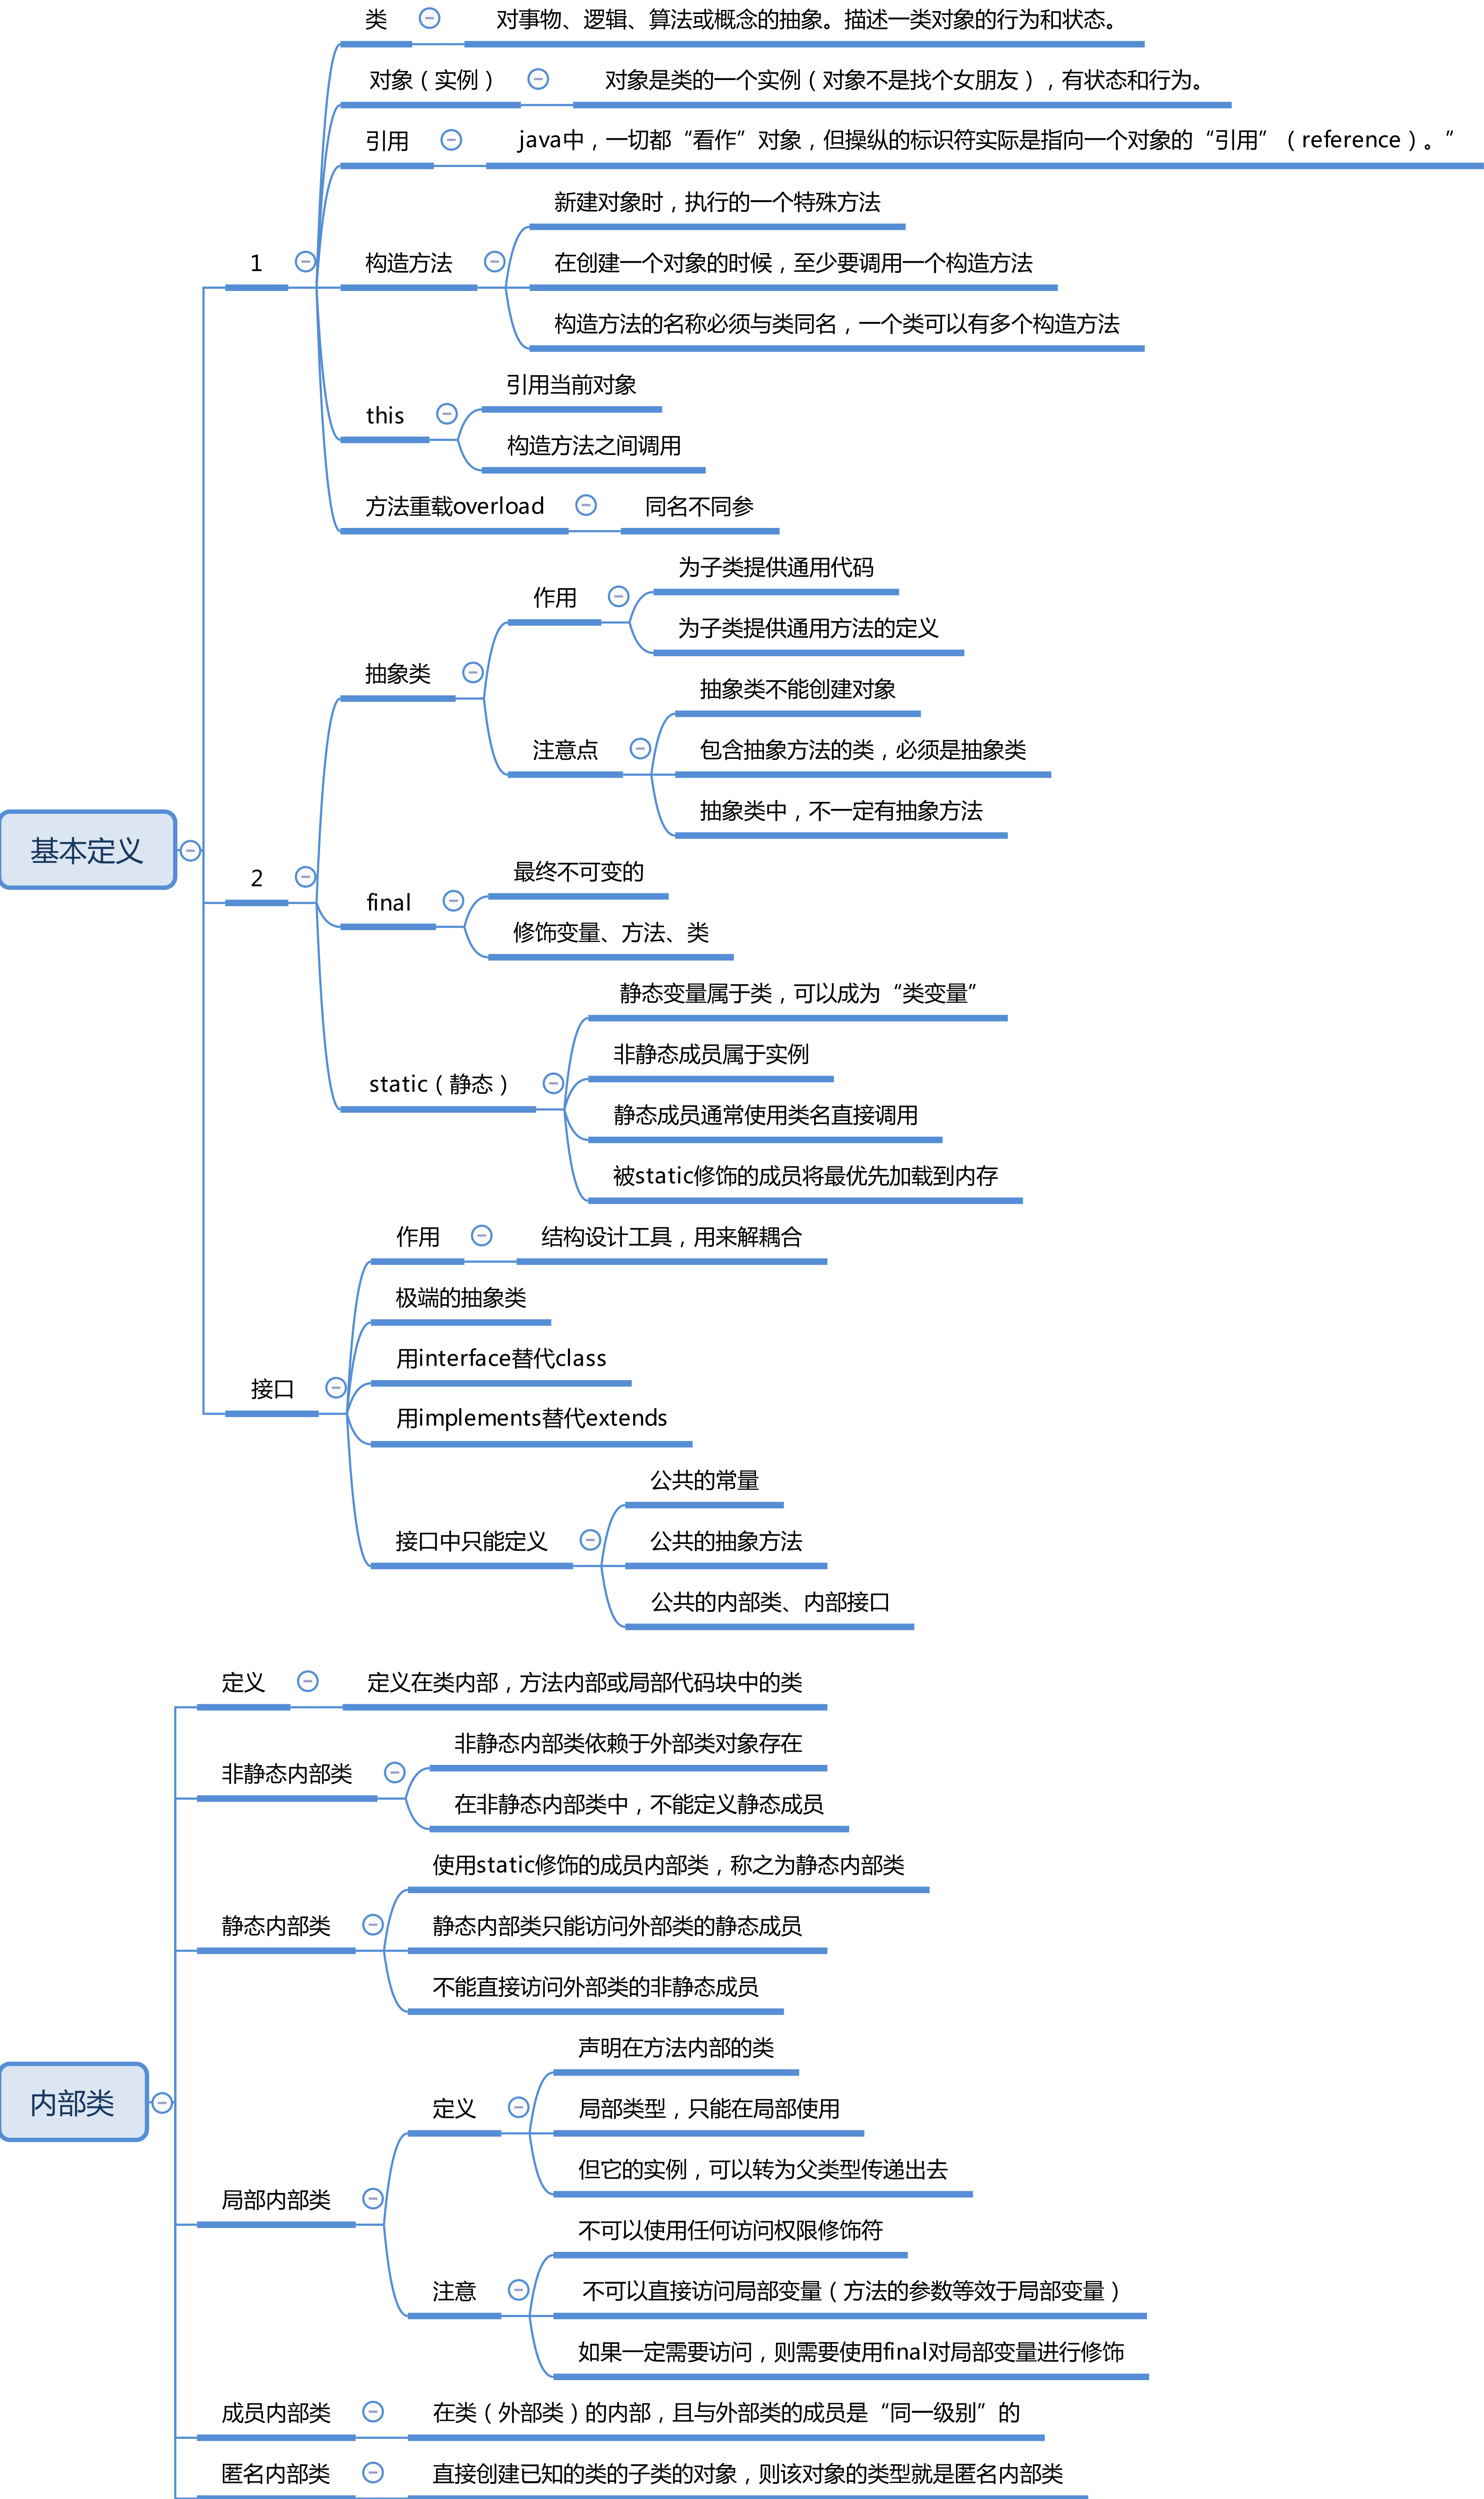 类
对事物、逻辑、算法或概念的抽象。描述一类对象的行为和状态。
对象（实例）
对象是类的一个实例（对象不是找个女朋友），有状态和行为。
引用
java中，一切都“看作”对象，但操纵的标识符实际是指向一个对象的“引用”（reference）。”
新建对象时，执行的一个特殊方法
1
构造方法
在创建一个对象的时候，至少要调用一个构造方法
构造方法的名称必须与类同名，一个类可以有多个构造方法
引用当前对象
this
构造方法之间调用
方法重载overload
同名不同参
为子类提供通用代码
作用
为子类提供通用方法的定义
抽象类
抽象类不能创建对象
注意点
包含抽象方法的类，必须是抽象类
抽象类中，不一定有抽象方法
基本定义
2
最终不可变的
final
修饰变量、方法、类
静态变量属于类，可以成为“类变量”
非静态成员属于实例
static（静态）
静态成员通常使用类名直接调用
被static修饰的成员将最优先加载到内存
作用
结构设计工具，用来解耦合
极端的抽象类
用interface替代class
接口
用implements替代extends
公共的常量
接口中只能定义
公共的抽象方法
公共的内部类、内部接口
定义
定义在类内部，方法内部或局部代码块中的类
非静态内部类依赖于外部类对象存在
非静态内部类
在非静态内部类中，不能定义静态成员
使用static修饰的成员内部类，称之为静态内部类
静态内部类
静态内部类只能访问外部类的静态成员
不能直接访问外部类的非静态成员
声明在方法内部的类
内部类
定义
局部类型，只能在局部使用
但它的实例，可以转为父类型传递出去
局部内部类
不可以使用任何访问权限修饰符
注意
不可以直接访问局部变量（方法的参数等效于局部变量）
如果一定需要访问，则需要使用final对局部变量进行修饰
成员内部类
在类（外部类）的内部，且与外部类的成员是“同一级别”的
匿名内部类
直接创建已知的类的子类的对象，则该对象的类型就是匿名内部类